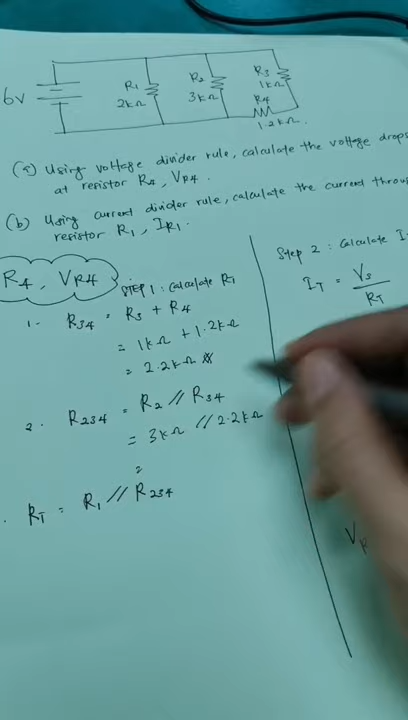 6V
R1
2kΩ
R2
3kΩ
R3
1kΩ
R4
1.2kΩ
(a) Using voltage divider rule, calculate the voltage drops
at resistor R4, VR4.
(b) Using current divider rule, calculate the current throu
resistor R1, IR1.
R4, VR4
STEP 1: Calculate RT
1. R34 = R3 + R4
= 1kΩ + 1.2kΩ
= 2.2kΩ
2. R234 = R2 // R34
= 3kΩ // 2.2kΩ
=
. RT = R1 // R234
Step 2: Calculate I
IT = Vs
RT
VR